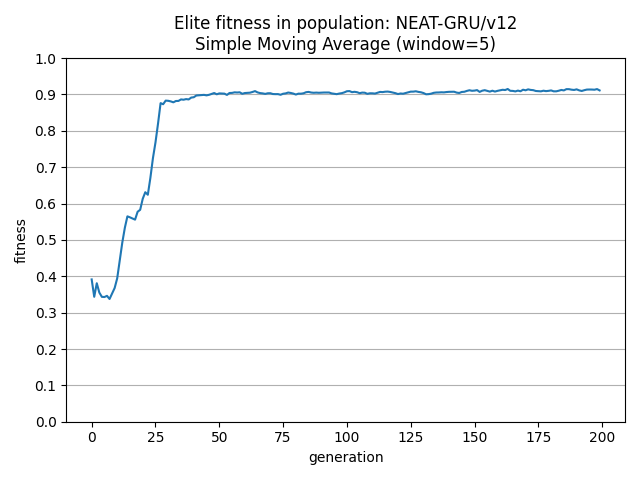 Elite fitness in population: NEAT-GRU/v12
Simple Moving Average (window=5)
1.0
0.9
0.8
0.7
0.6
0.5
0.4
0.3
0.2
0.1
0.0
fitness
0 25 50 75 100 125 150 175 200
generation